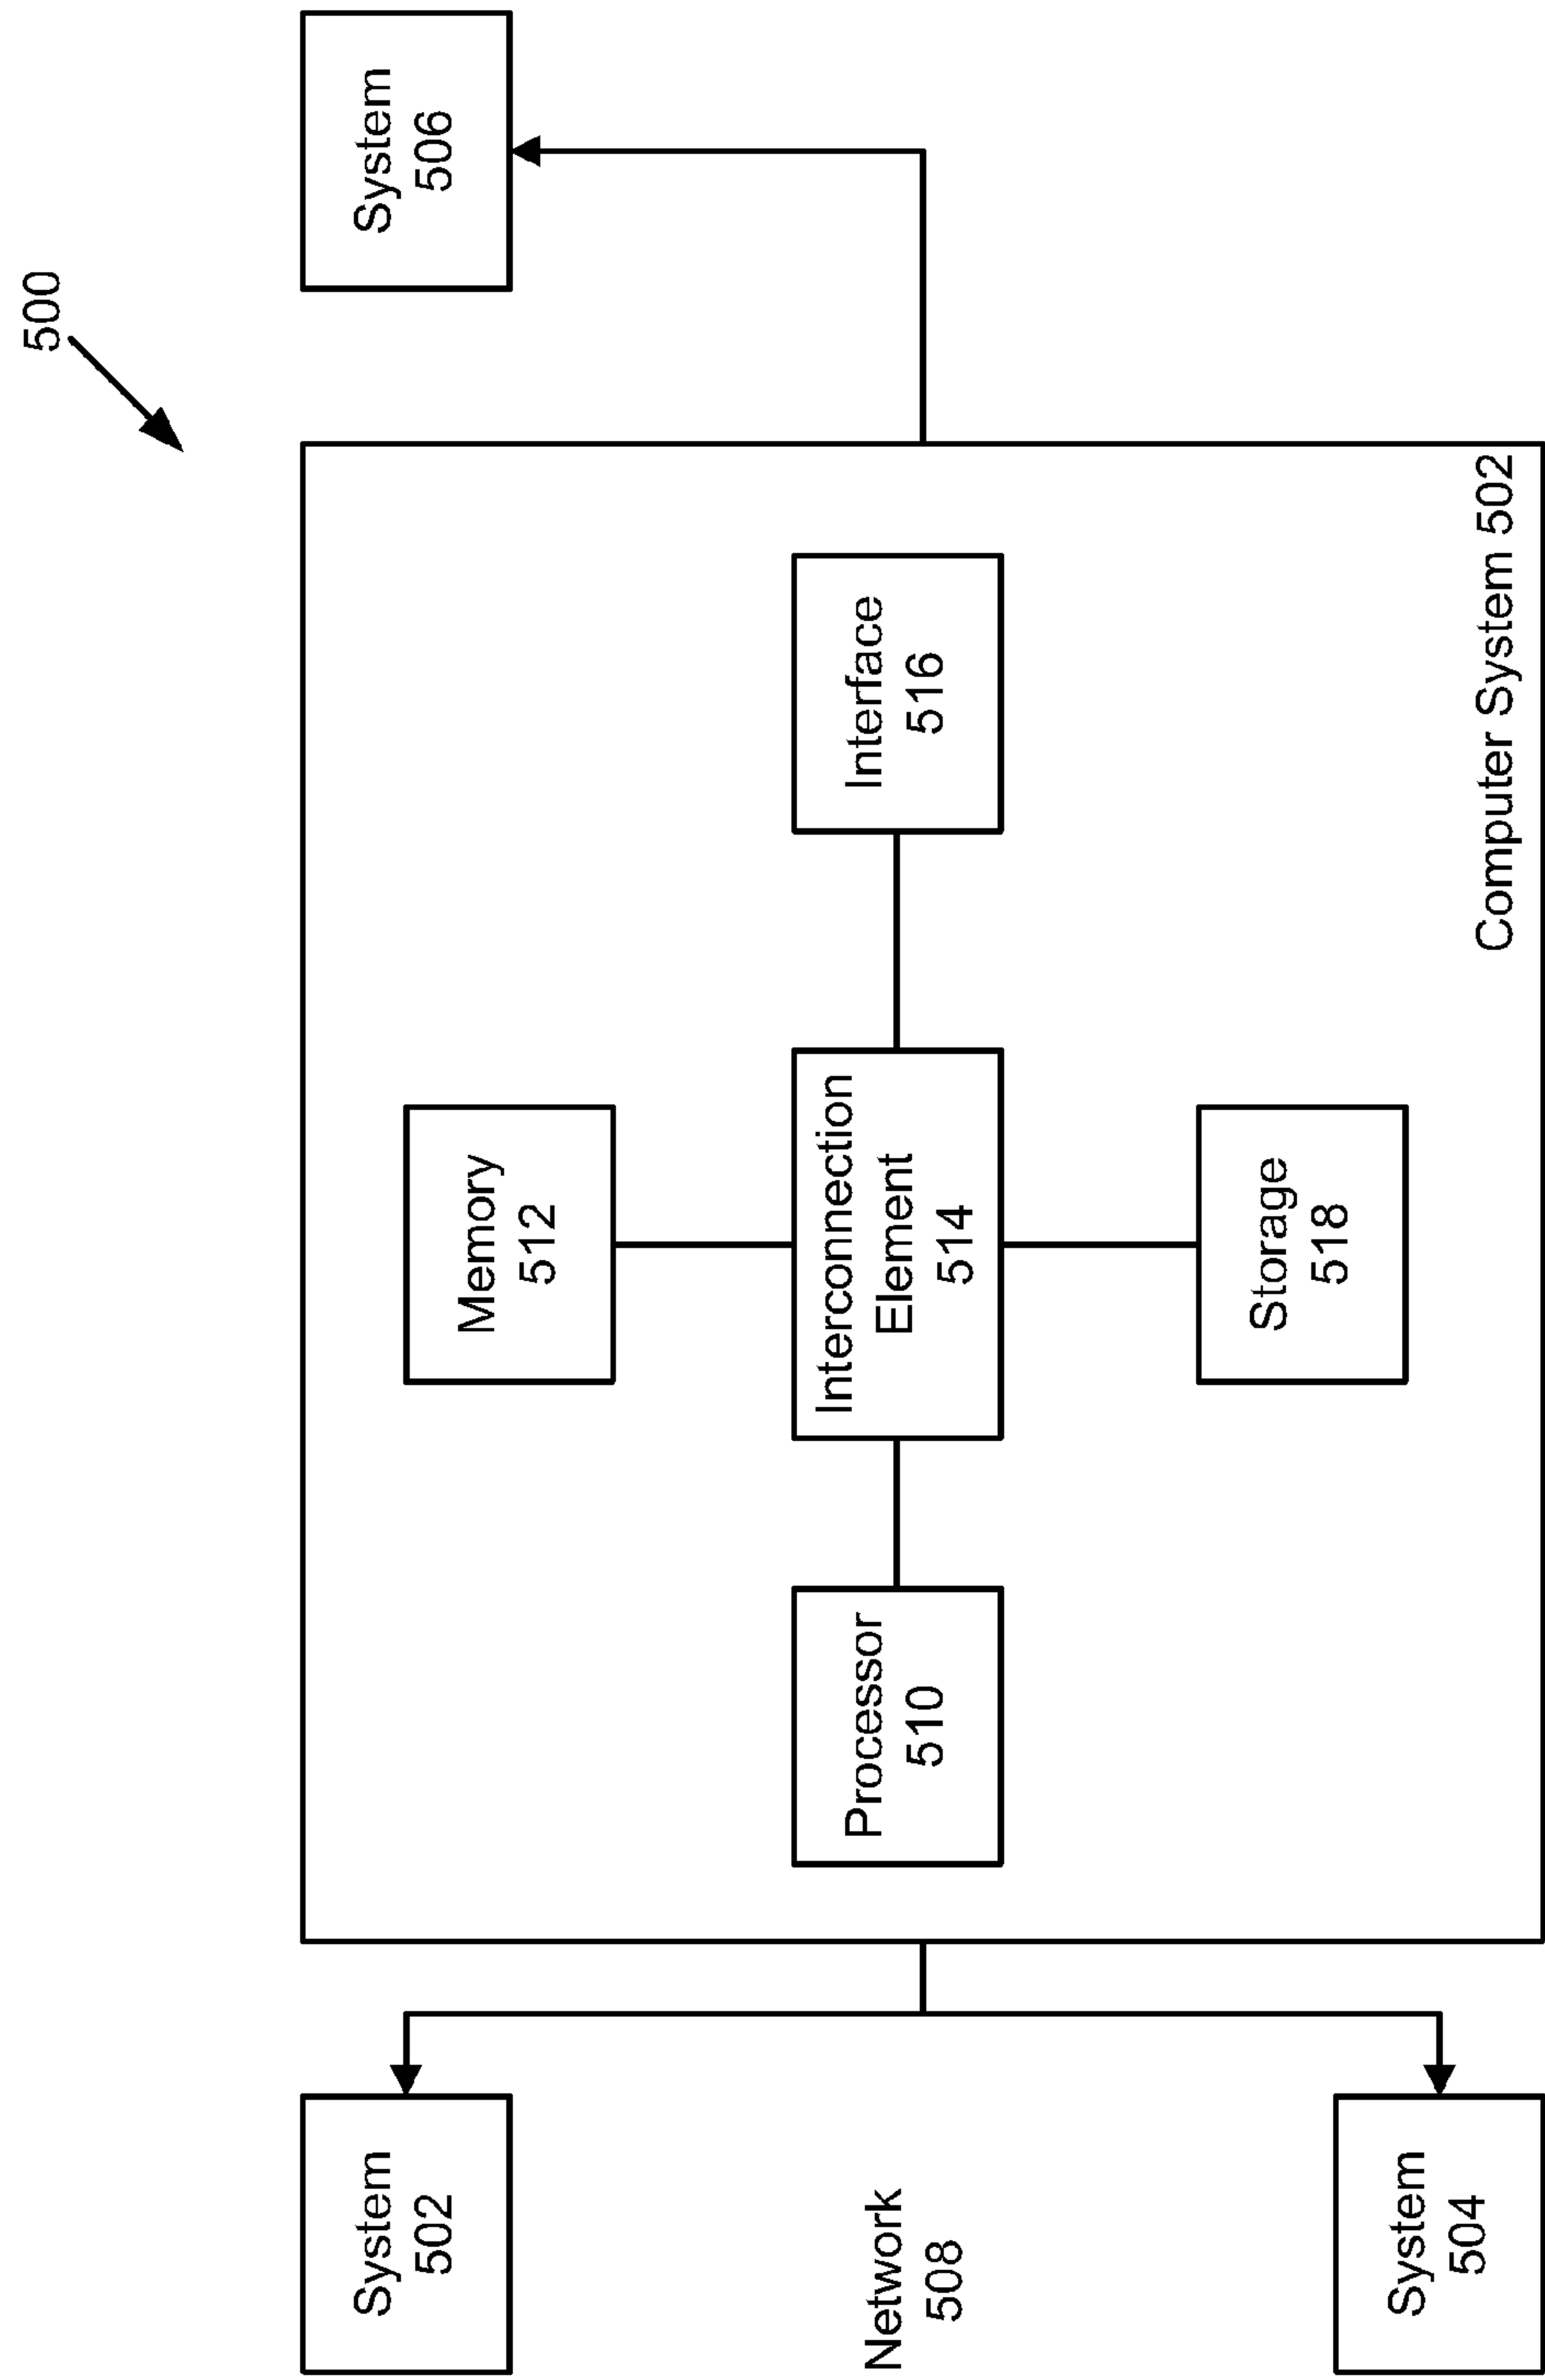 500
System
502
Network
508
System
504
Processor
510
Memory
512
Interconnection
Element
514
Storage
518
Interface
516
Computer System 502
System
506